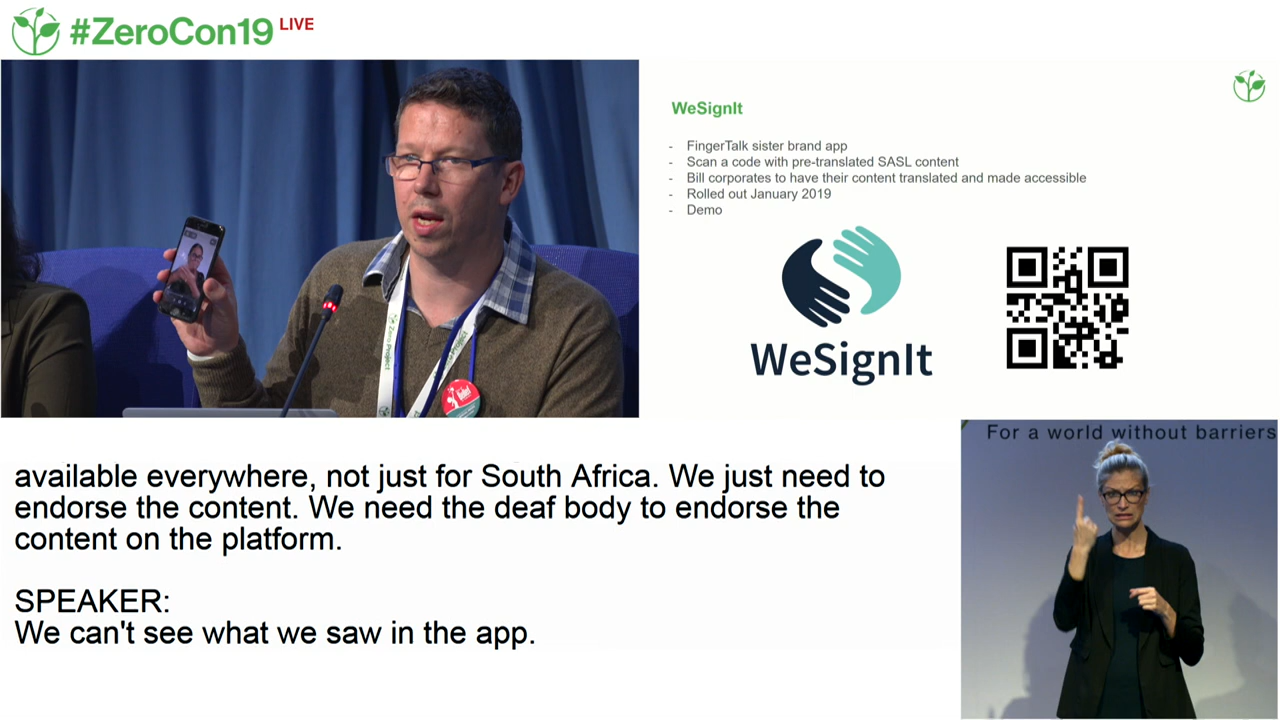 #ZeroCon19 LIVE
WeSignIt
- FingerTalk sister brand app
- Scan a code with pre-translated SASL content
- Bill corporates to have their content translated and made accessible
- Rolled out January 2019
- Demo
WeSignIt
Zero Project
For a world without barriers
available everywhere, not just for South Africa. We just need to
endorse the content. We need the deaf body to endorse the
content on the platform.
SPEAKER:
We can't see what we saw in the app.